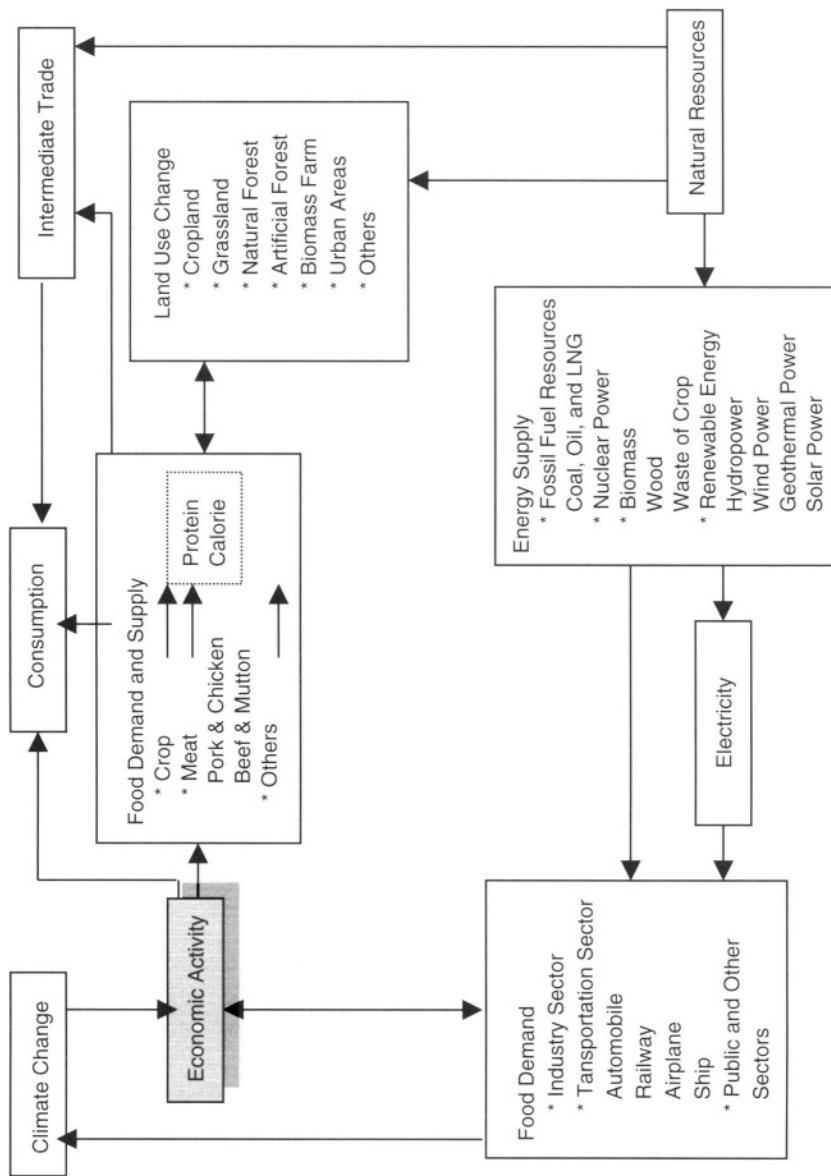 Climate Change
Economic Activity
Food Demand
* Industry Sector
* Tansportation Sector
Automobile
Railway
Airplane
Ship
* Public and Other
Sectors
Consumption
Food Demand and Supply
* Crop
* Meat
Pork & Chicken
Beef & Mutton
* Others
Protein
Calorie
Electricity
Intermediate Trade
Land Use Change
* Cropland
* Grassland
* Natural Forest
* Artificial Forest
* Biomass Farm
* Urban Areas
* Others
Energy Supply
* Fossil Fuel Resources
Coal, Oil, and LNG
* Nuclear Power
* Biomass
Wood
Waste of Crop
* Renewable Energy
Hydropower
Wind Power
Geothermal Power
Solar Power
Natural Resources